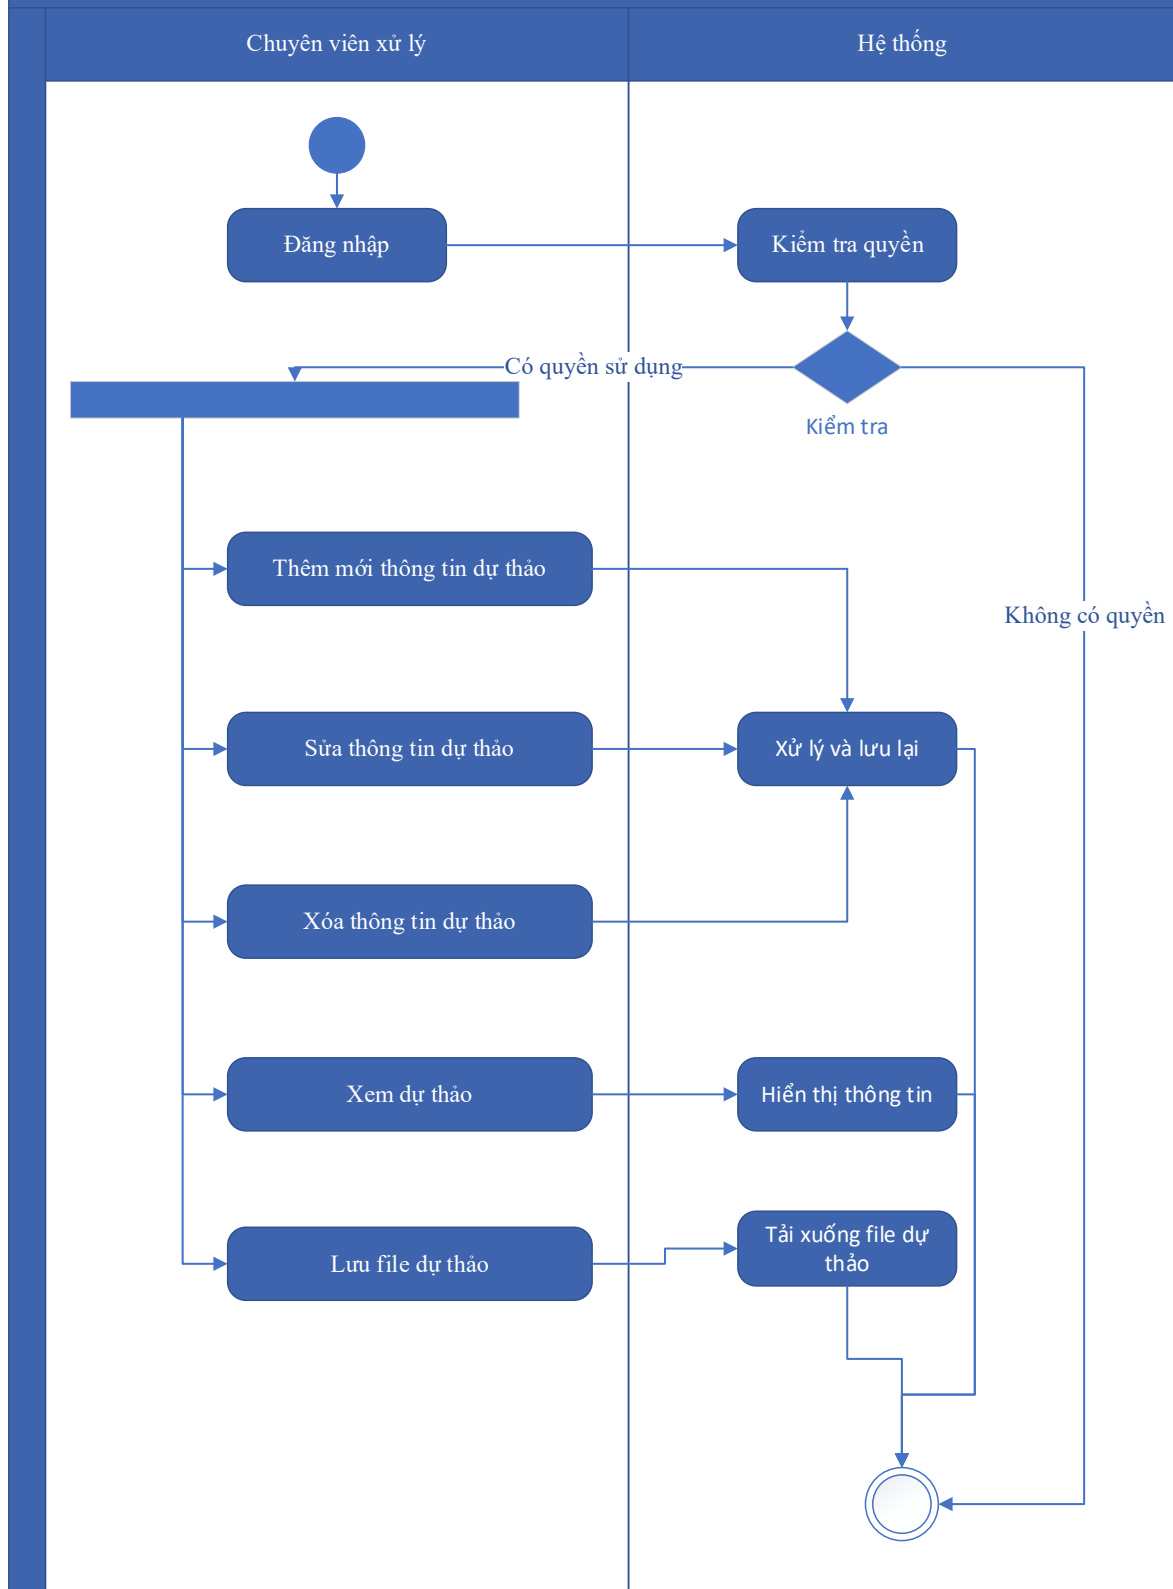 Chuyên viên xử lý
Hệ thống
Đăng nhập
Kiểm tra quyền
Có quyền sử dụng
Kiểm tra
Thêm mới thông tin dự thảo
Không có quyền
Sửa thông tin dự thảo
Xử lý và lưu lại
Xóa thông tin dự thảo
Xem dự thảo
Hiển thị thông tin
Lưu file dự thảo
Tải xuống file dự
thảo